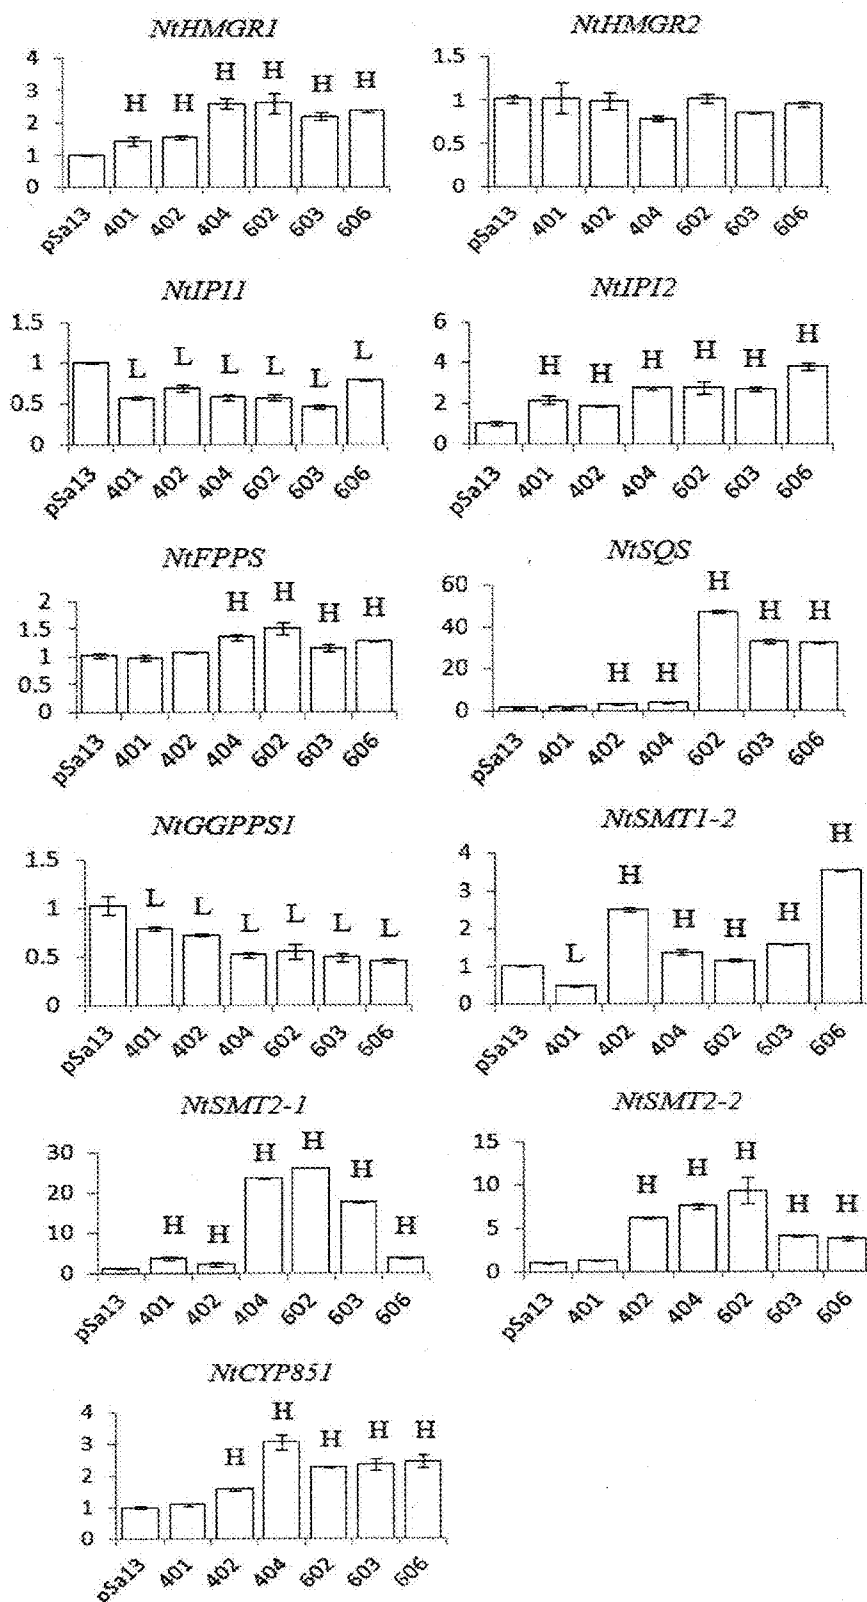 NtHMGR1
4
3
2
1
0
H H H H H H
pSa13 401 402 404 602 603 606
NtHMGR2
1.5
1
0.5
0
pSa13 401 402 404 602 603 606
NtIPI1
1.5
1
0.5
0
L L L L L L
pSa13 401 402 404 602 603 606
NtIPI2
6
4
2
0
H H H H H H
pSa13 401 402 404 602 603 606
NtFPPS
2
1.5
1
0.5
0
H H H H
pSa13 401 402 404 602 603 606
NtSQS
60
40
20
0
H H H H H
pSa13 401 402 404 602 603 606
NtGGPPS1
1.5
1
0.5
0
L L L L L L
pSa13 401 402 404 602 603 606
NtSMT1-2
4
3
2
1
0
L H H H H H
pSa13 401 402 404 602 603 606
NtSMT2-1
30
20
10
0
H H H H H H
pSa13 401 402 404 602 603 606
NtSMT2-2
15
10
5
0
H H H H H
pSa13 401 402 404 602 603 606
NtCYP851
4
3
2
1
0
H H H H H
pSa13 401 402 404 602 603 606